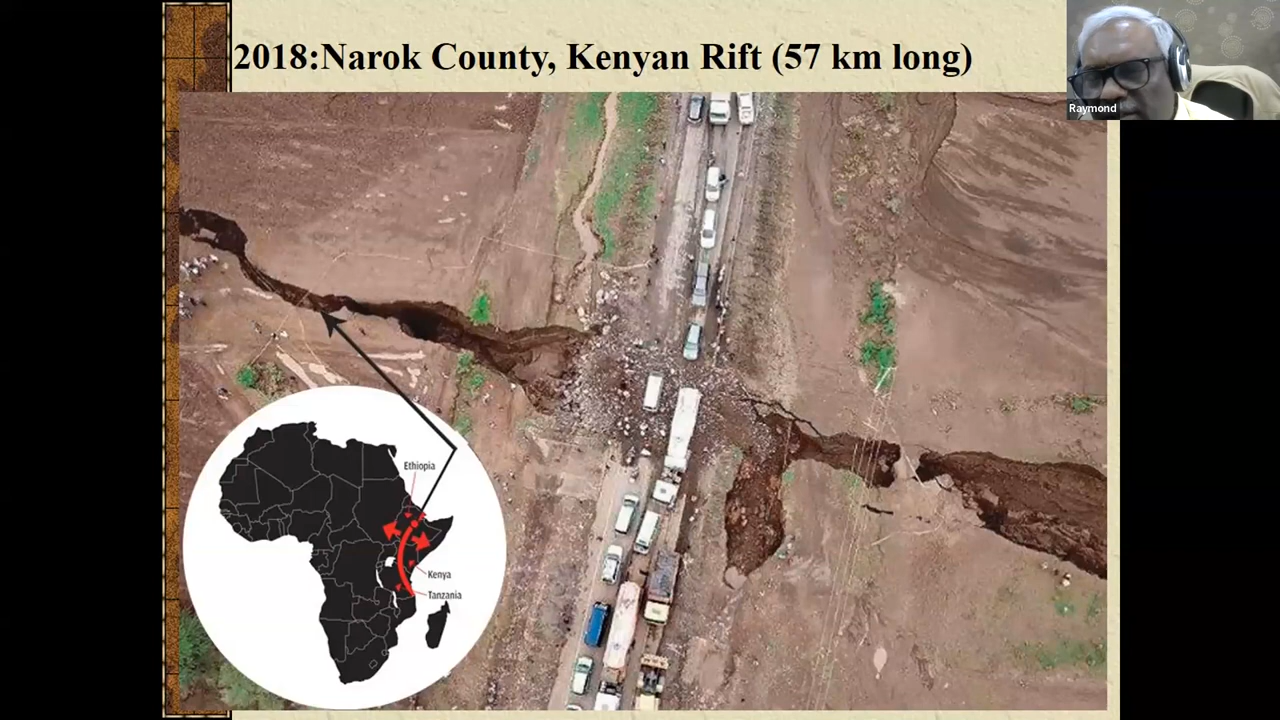 2018:Narok County, Kenyan Rift (57 km long)
Raymond
Ethiopia
Kenya
Tanzania